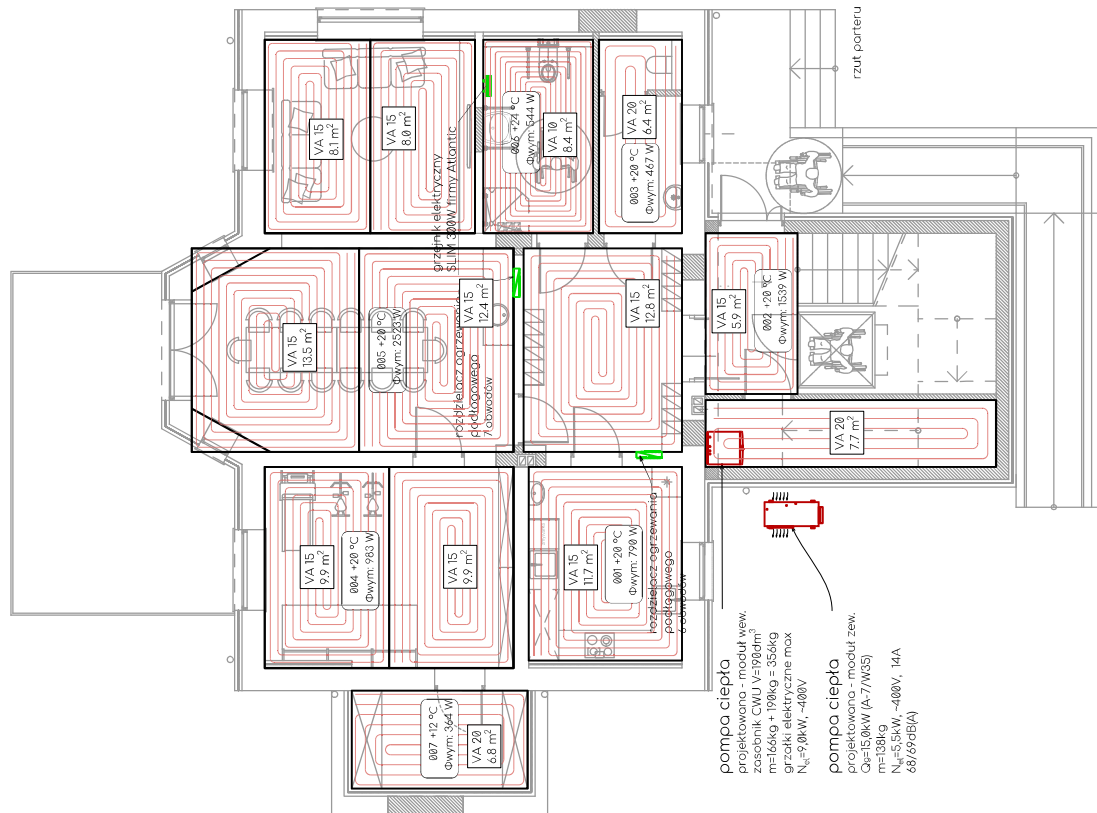 rzut parteru
VA 15
8.1 m²
VA 15
8.0 m²
grzejnik elektryczny
SLIM 300W firmy Atlantic
006 +24 °C
Φwym: 544 W
VA 10
8.4 m²
VA 20
6.4 m²
003 +20 °C
Φwym: 467 W
VA 15
13.5 m²
005 +20 °C
Φwym: 2523 W
VA 15
12.4 m²
rozdzielacz ogrzewania
podłogowego
7 obwodów
VA 15
12.8 m²
VA 15
5.9 m²
002 +20 °C
Φwym: 1539 W
VA 20
7.7 m²
VA 15
9.9 m²
004 +20 °C
Φwym: 983 W
VA 15
9.9 m²
VA 15
11.7 m²
001 +20 °C
Φwym: 790 W
rozdzielacz ogrzewania
podłogowego
6 obwodów
007 +12 °C
Φwym: 364 W
VA 20
6.8 m²
pompa ciepła
projektowana - moduł wew.
zasobnik CWU V=190dm³
m=166kg + 190kg = 356kg
grzałki elektryczne max
Nel=9,0kW, ~400V
pompa ciepła
projektowana - moduł zew.
Qg=15,0kW (A-7/W35)
m=138kg
Nel=5,5kW, ~400V, 14A
68/69dB(A)